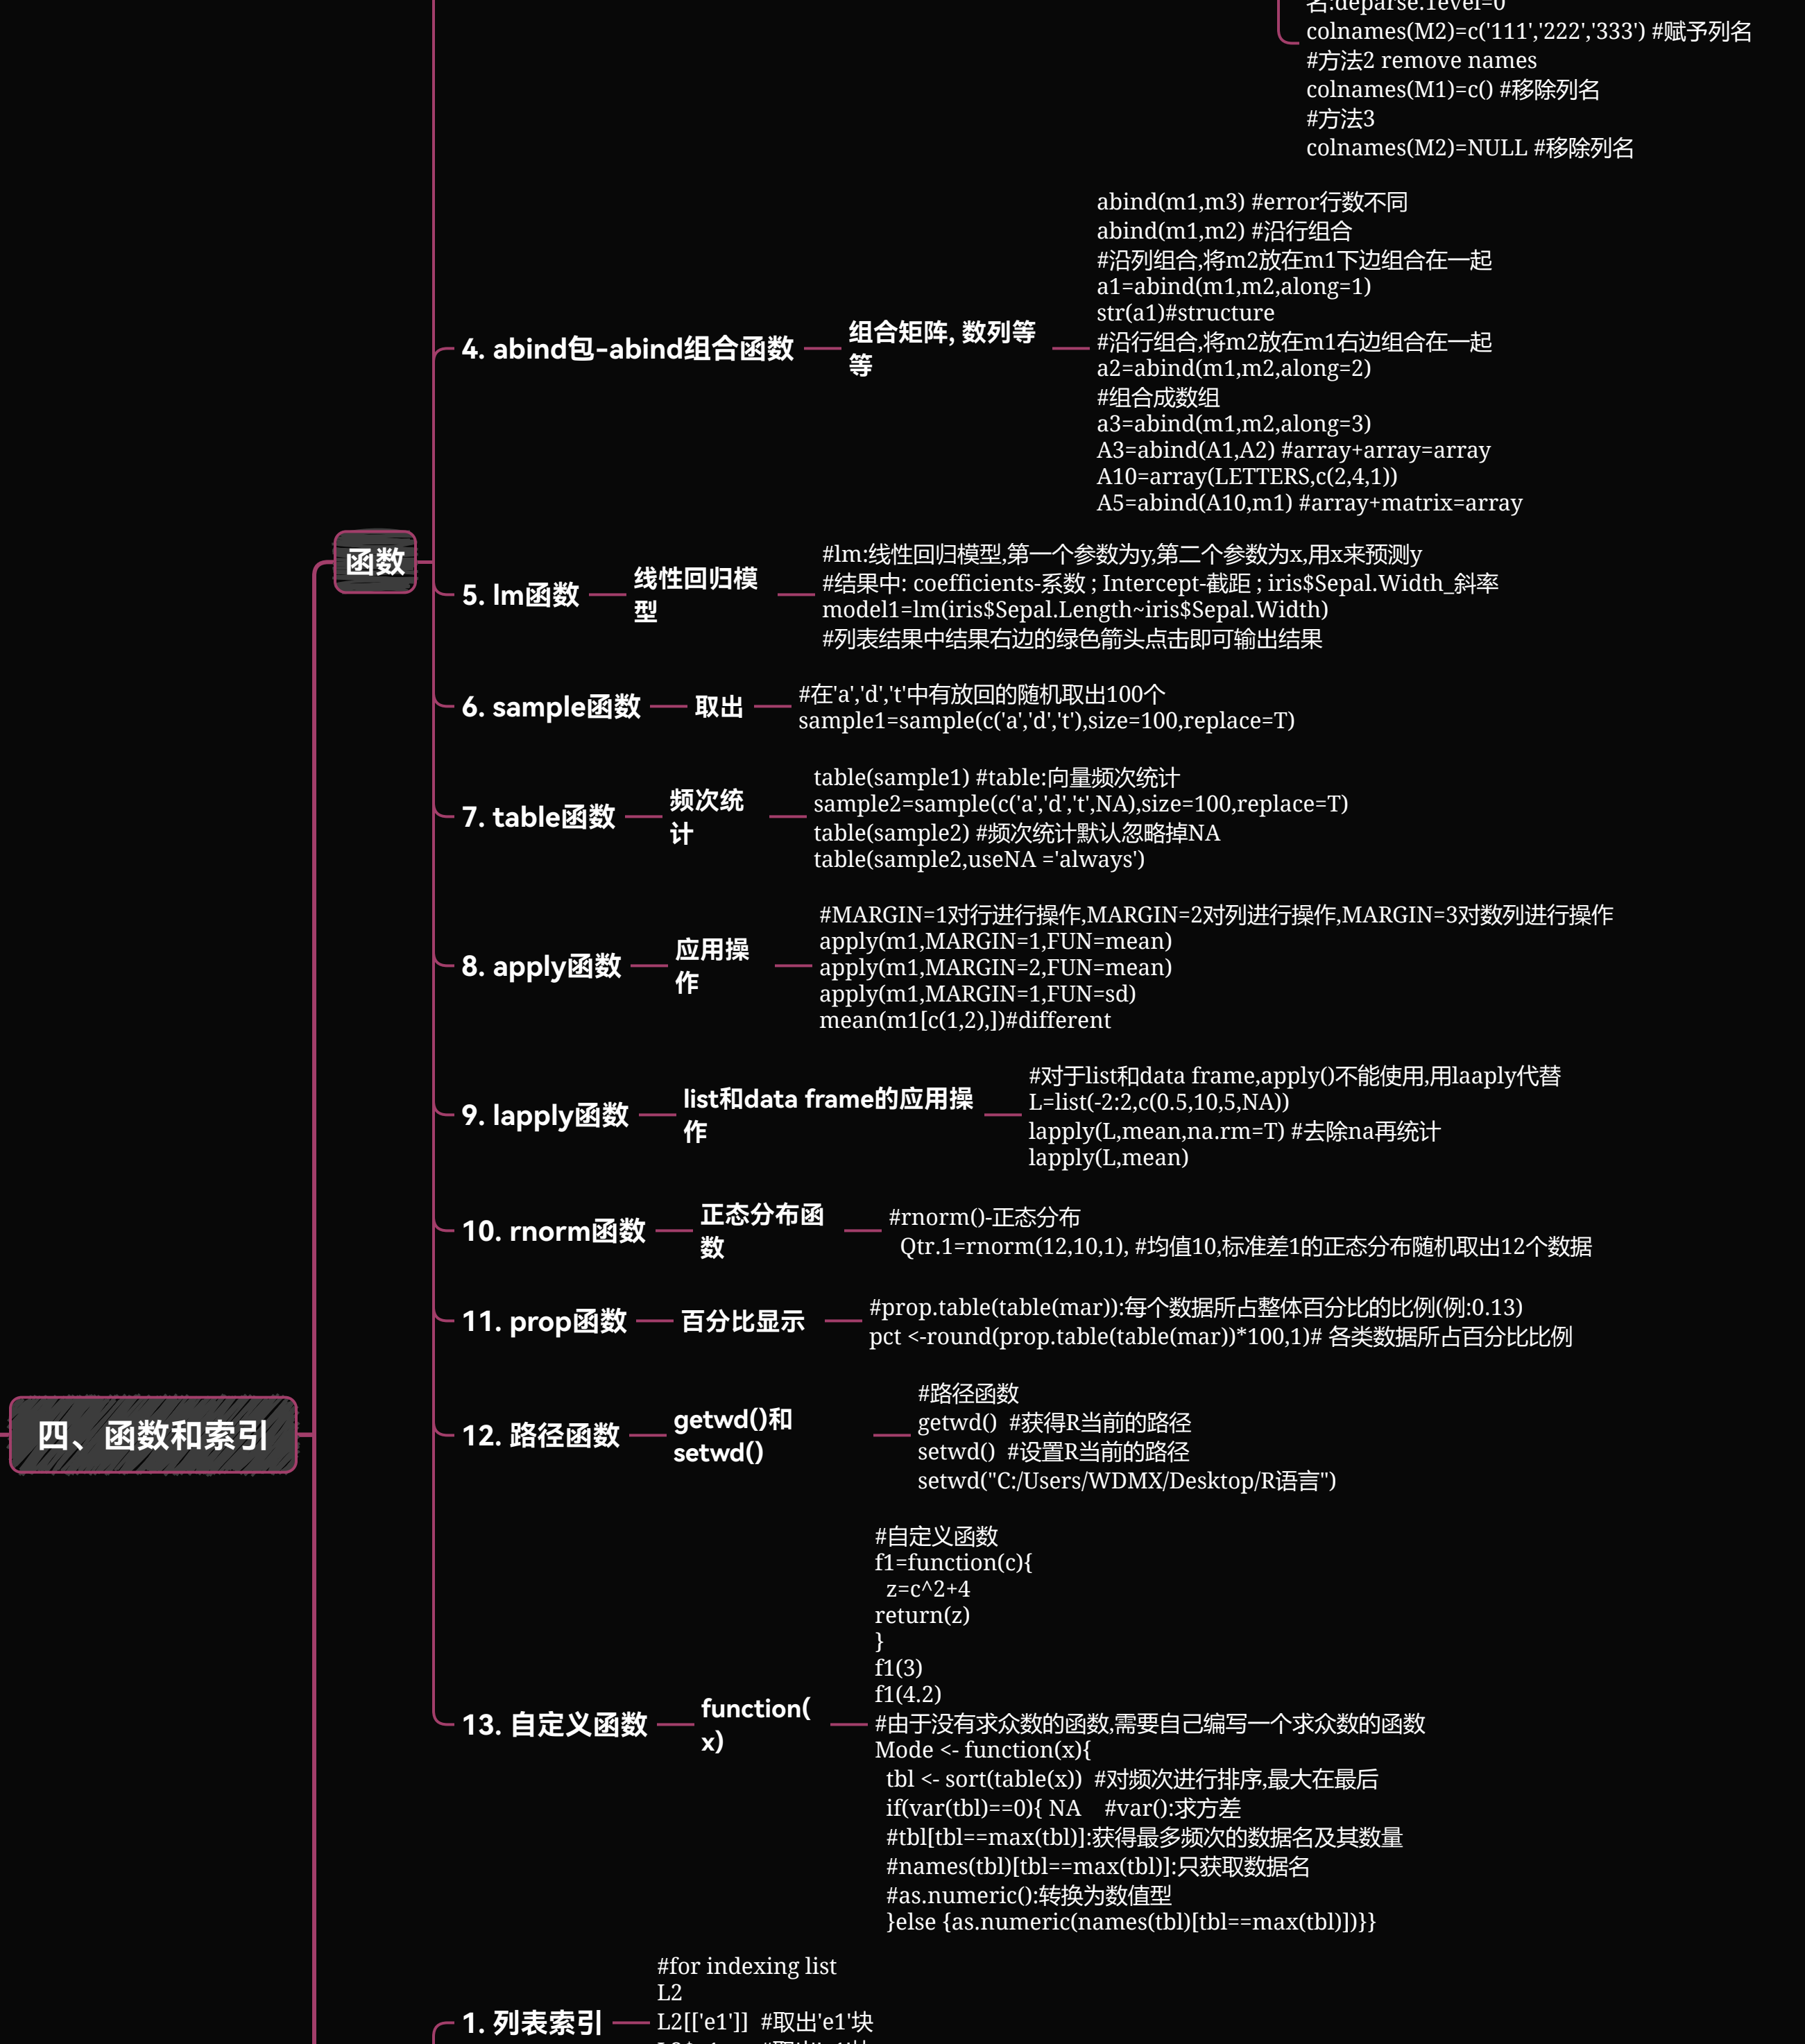 名:deparse.level=0
colnames(M2)=c('111','222','333') #赋予列名
#方法2 remove names
colnames(M1)=c() #移除列名
#方法3
colnames(M2)=NULL #移除列名
4. abind包-abind组合函数
组合矩阵, 数列等
等
abind(m1,m3) #error行数不同
abind(m1,m2) #沿行组合
#沿列组合,将m2放在m1下边组合在一起
a1=abind(m1,m2,along=1)
str(a1)#structure
#沿行组合,将m2放在m1右边组合在一起
a2=abind(m1,m2,along=2)
#组合成数组
a3=abind(m1,m2,along=3)
A3=abind(A1,A2) #array+array=array
A10=array(LETTERS,c(2,4,1))
A5=abind(A10,m1) #array+matrix=array
函数
5. lm函数
线性回归模
型
#lm:线性回归模型,第一个参数为y,第二个参数为x,用x来预测y
#结果中: coefficients-系数 ; Intercept-截距 ; iris$Sepal.Width_斜率
model1=lm(iris$Sepal.Length~iris$Sepal.Width)
#列表结果中结果右边的绿色箭头点击即可输出结果
6. sample函数
取出
#在'a','d','t'中有放回的随机取出100个
sample1=sample(c('a','d','t'),size=100,replace=T)
7. table函数
频次统
计
table(sample1) #table:向量频次统计
sample2=sample(c('a','d','t',NA),size=100,replace=T)
table(sample2) #频次统计默认忽略掉NA
table(sample2,useNA ='always')
8. apply函数
应用操
作
#MARGIN=1对行进行操作,MARGIN=2对列进行操作,MARGIN=3对数列进行操作
apply(m1,MARGIN=1,FUN=mean)
apply(m1,MARGIN=2,FUN=mean)
apply(m1,MARGIN=1,FUN=sd)
mean(m1[c(1,2),])#different
9. lapply函数
list和data frame的应用操
作
#对于list和data frame,apply()不能使用,用laaply代替
L=list(-2:2,c(0.5,10,5,NA))
lapply(L,mean,na.rm=T) #去除na再统计
lapply(L,mean)
10. rnorm函数
正态分布函
数
#rnorm()-正态分布
Qtr.1=rnorm(12,10,1), #均值10,标准差1的正态分布随机取出12个数据
11. prop函数
百分比显示
#prop.table(table(mar)):每个数据所占整体百分比的比例(例:0.13)
pct <-round(prop.table(table(mar))*100,1)# 各类数据所占百分比比例
四、函数和索引
12. 路径函数
getwd()和
setwd()
#路径函数
getwd()  #获得R当前的路径
setwd()  #设置R当前的路径
setwd("C:/Users/WDMX/Desktop/R语言")
13. 自定义函数
function(
x)
#自定义函数
f1=function(c){
z=c^2+4
return(z)
}
f1(3)
f1(4.2)
#由于没有求众数的函数,需要自己编写一个求众数的函数
Mode <- function(x){
tbl <- sort(table(x))  #对频次进行排序,最大在最后
if(var(tbl)==0){ NA    #var():求方差
#tbl[tbl==max(tbl)]:获得最多频次的数据名及其数量
#names(tbl)[tbl==max(tbl)]:只获取数据名
#as.numeric():转换为数值型
}else {as.numeric(names(tbl)[tbl==max(tbl)])}}
1. 列表索引
#for indexing list
L2
L2[['e1']]  #取出'e1'块